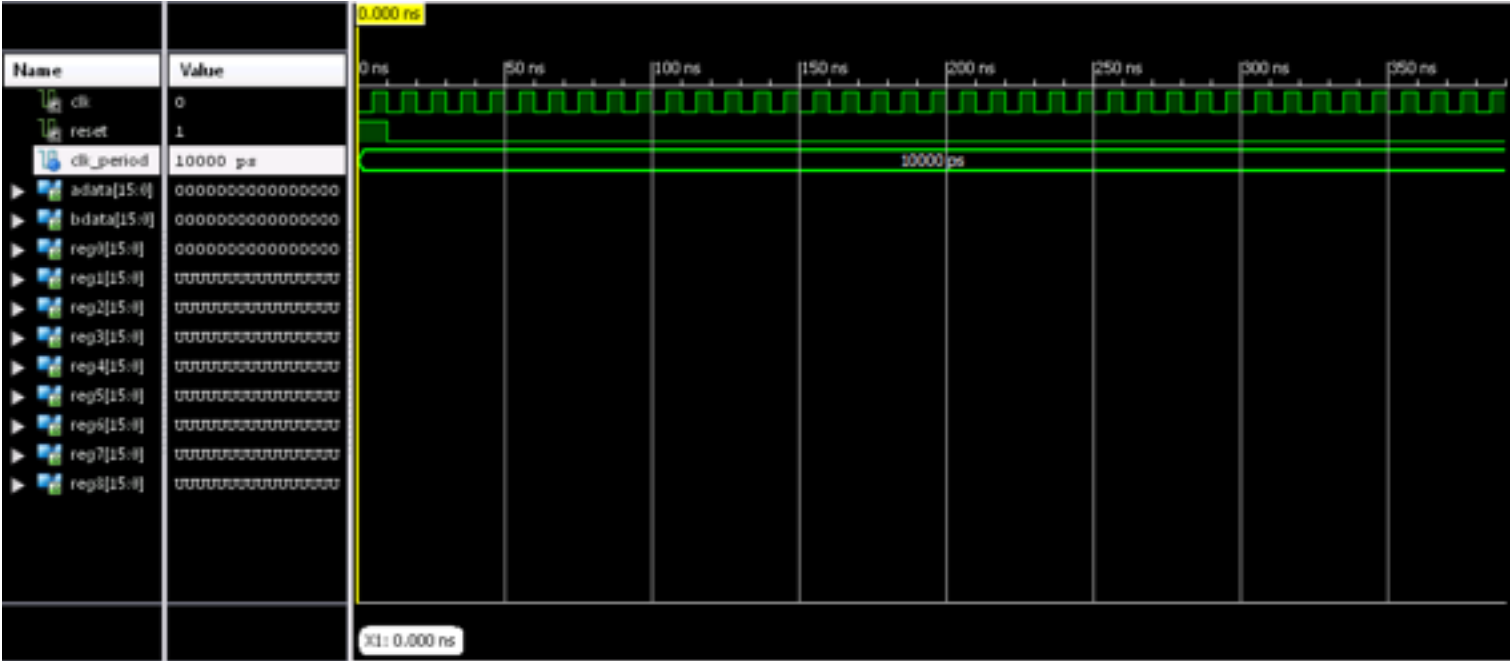 0.000 ns
Name Value
0 ns 50 ns 100 ns 150 ns 200 ns 250 ns 300 ns 350 ns
clk 0
reset 1
clk_period 10000 ps 10000 ps
adata[15:0] 0000000000000000
bdata[15:0] 0000000000000000
reg0[15:0] 0000000000000000
reg1[15:0] UUUUUUUUUUUUUUUU
reg2[15:0] UUUUUUUUUUUUUUUU
reg3[15:0] UUUUUUUUUUUUUUUU
reg4[15:0] UUUUUUUUUUUUUUUU
reg5[15:0] UUUUUUUUUUUUUUUU
reg6[15:0] UUUUUUUUUUUUUUUU
reg7[15:0] UUUUUUUUUUUUUUUU
reg8[15:0] UUUUUUUUUUUUUUUU
X1: 0.000 ns